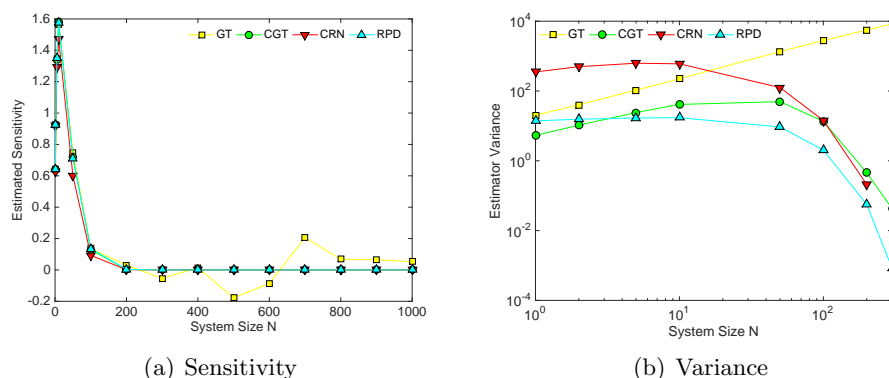 1.6
1.4
1.2
1
0.8
0.6
0.4
0.2
0
-0.2
Estimated Sensitivity
GT CGT CRN RPD
0 200 400 600 800 1000
System Size N
(a) Sensitivity
10^4
10^2
10^0
10^-2
10^-4
Estimator Variance
GT CGT CRN RPD
10^0 10^1 10^2
System Size N
(b) Variance